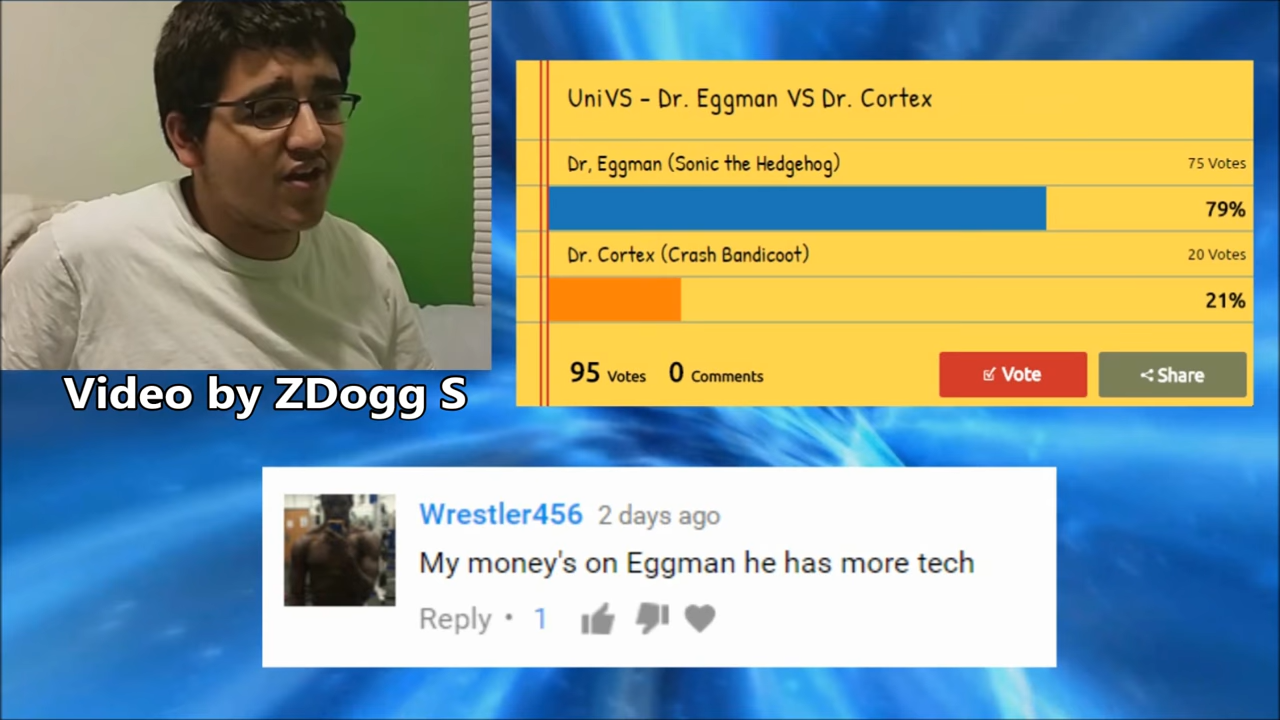 UniVS - Dr. Eggman VS Dr. Cortex
Dr, Eggman (Sonic the Hedgehog) 75 Votes
79%
Dr. Cortex (Crash Bandicoot) 20 Votes
21%
95 Votes 0 Comments Vote Share
Video by ZDogg S
Wrestler456 2 days ago
My money's on Eggman he has more tech
Reply • 1